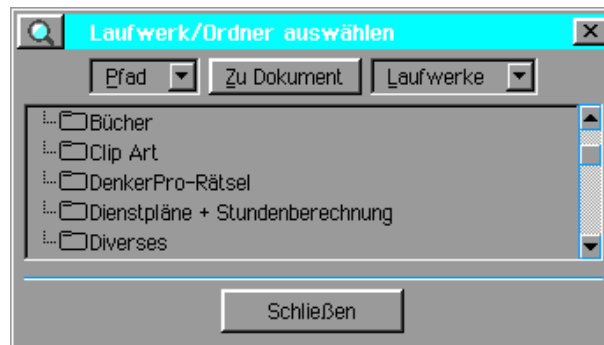 Laufwerk/Ordner auswählen
Pfad Zu Dokument Laufwerke
Bücher
Clip Art
DenkerPro-Rätsel
Dienstpläne + Stundenberechnung
Diverses
Schließen